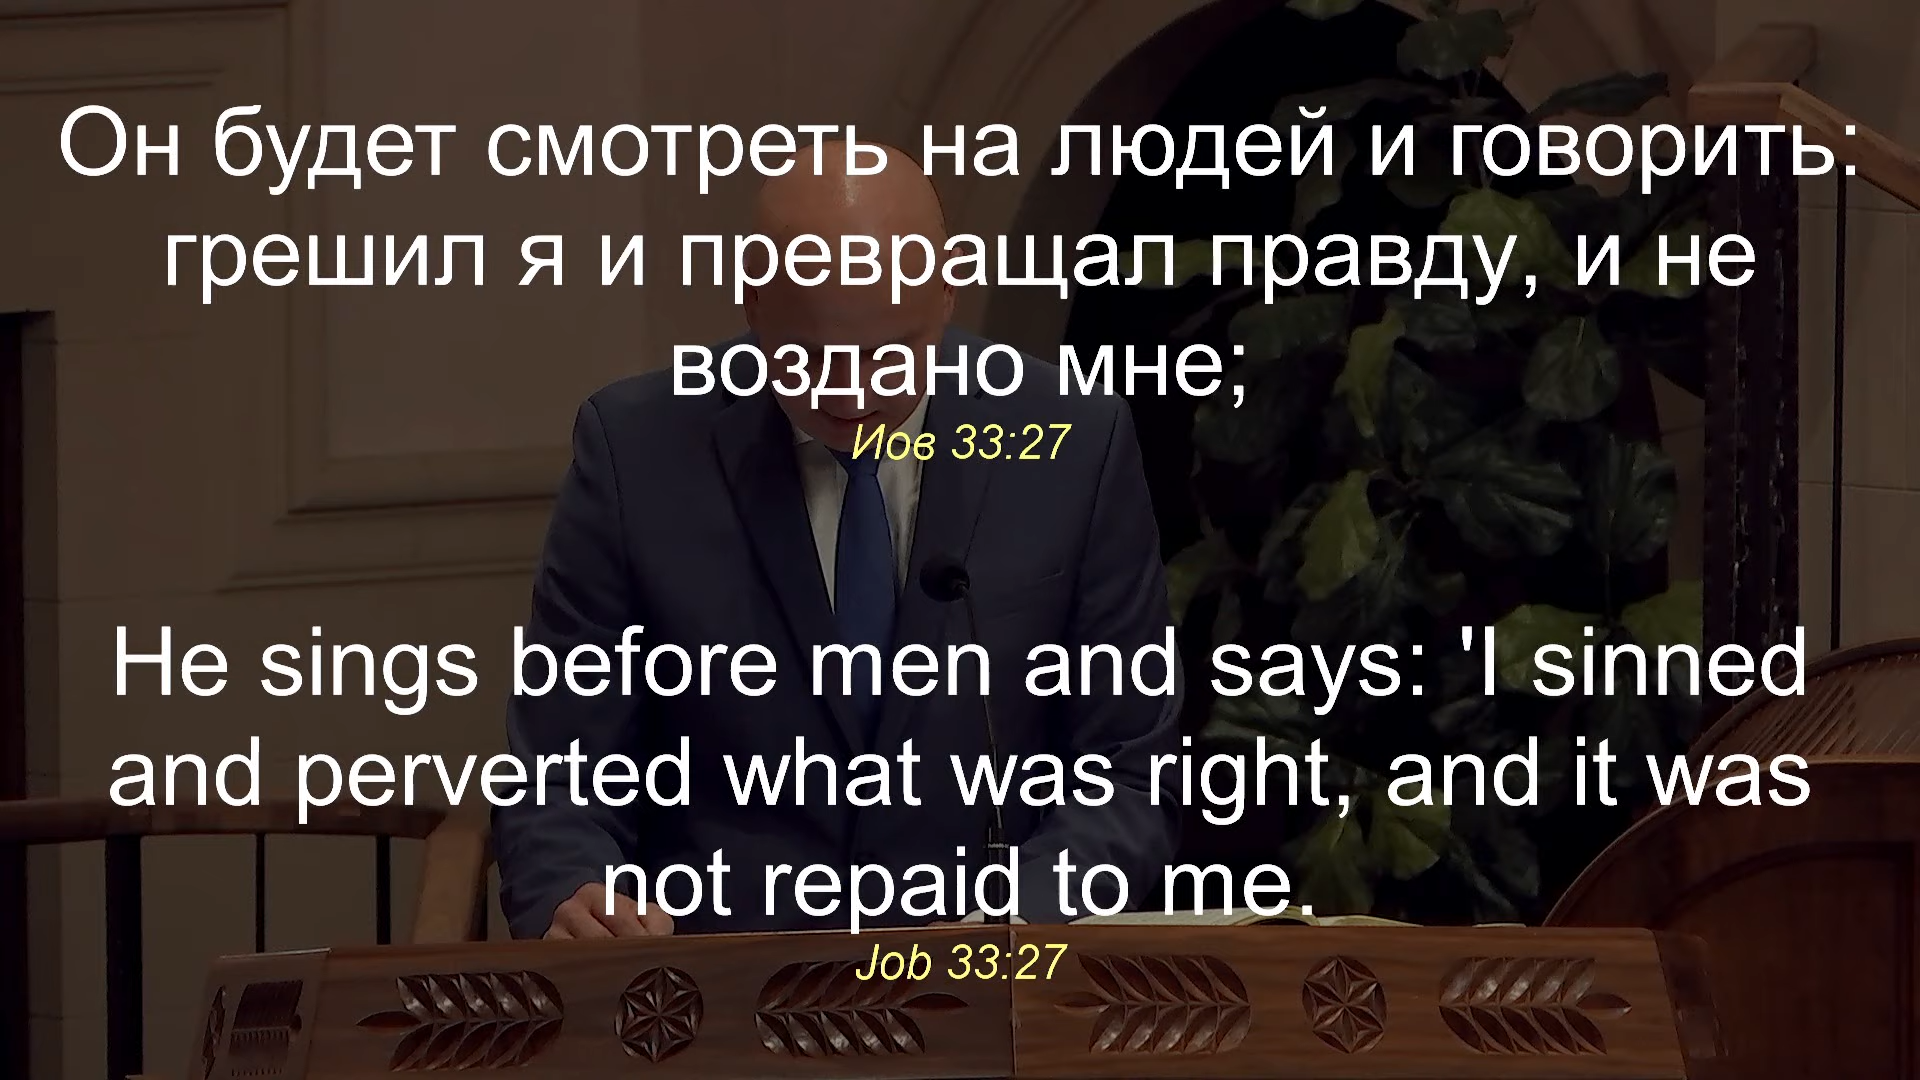 Он будет смотреть на людей и говорить:
грешил я и превращал правду, и не
воздано мне;
Иов 33:27
He sings before men and says: 'I sinned
and perverted what was right, and it was
not repaid to me.
Job 33:27